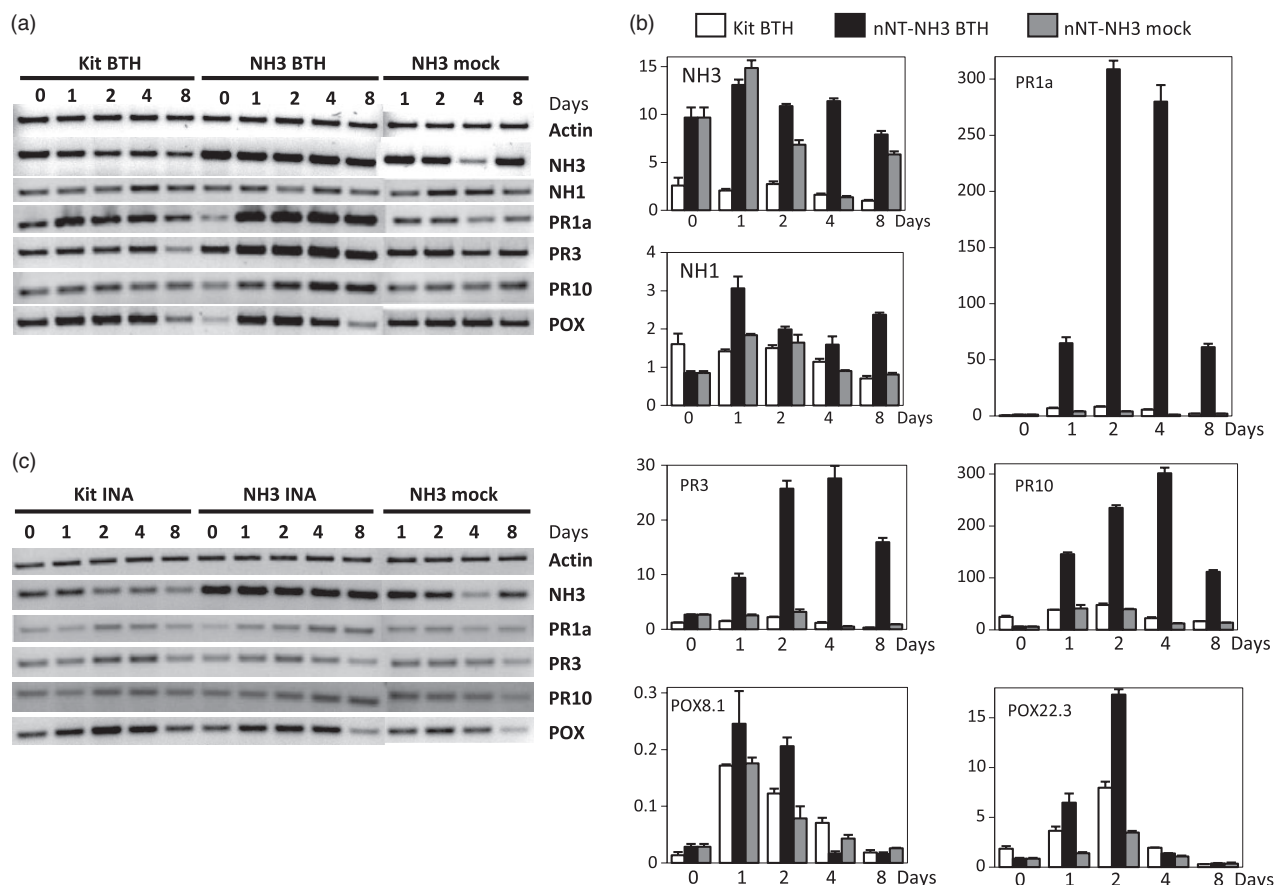 (a)
Kit BTH NH3 BTH NH3 mock
0 1 2 4 8 0 1 2 4 8 1 2 4 8 Days
Actin
NH3
NH1
PR1a
PR3
PR10
POX
(b)
Kit BTH nNT-NH3 BTH nNT-NH3 mock
NH3
15
10
5
0
0 1 2 4 8 Days
NH1
4
3
2
1
0
0 1 2 4 8 Days
PR1a
300
250
200
150
100
50
0
0 1 2 4 8 Days
(c)
Kit INA NH3 INA NH3 mock
0 1 2 4 8 0 1 2 4 8 1 2 4 8 Days
Actin
NH3
PR1a
PR3
PR10
POX
PR3
30
20
10
0
0 1 2 4 8 Days
PR10
300
200
100
0
0 1 2 4 8 Days
POX8.1
0.3
0.2
0.1
0
0 1 2 4 8 Days
POX22.3
15
10
5
0
0 1 2 4 8 Days